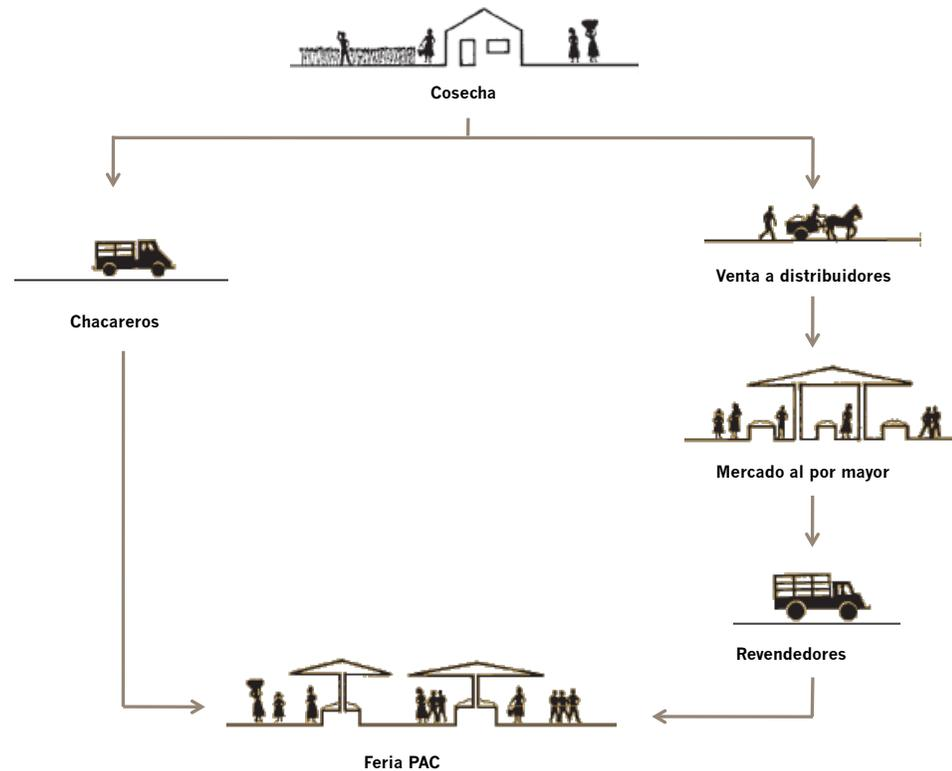 Cosecha
Venta a distribuidores
Chacareros
Mercado al por mayor
Revendedores
Feria PAC